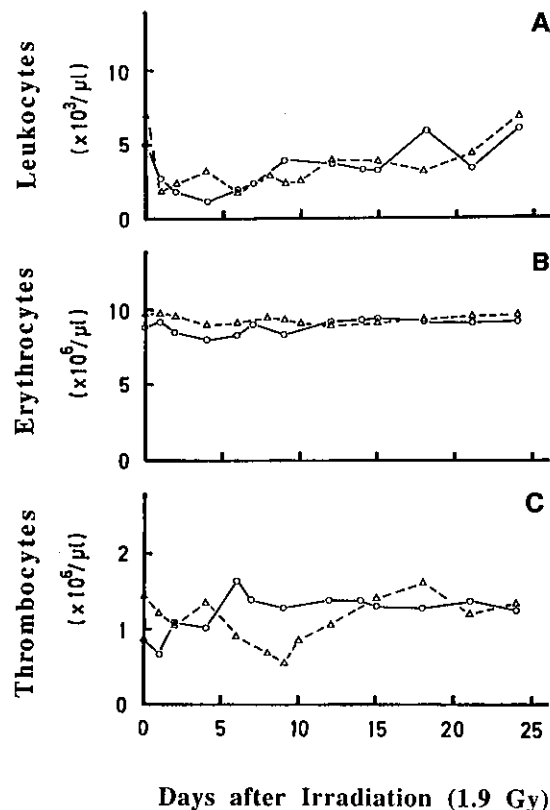 A
Leukocytes
(×10³/µl)
10
5
0
B
Erythrocytes
(×10⁶/µl)
10
5
0
C
Thrombocytes
(×10⁶/µl)
2
1
0
0 5 10 15 20 25
Days after Irradiation (1.9 Gy)